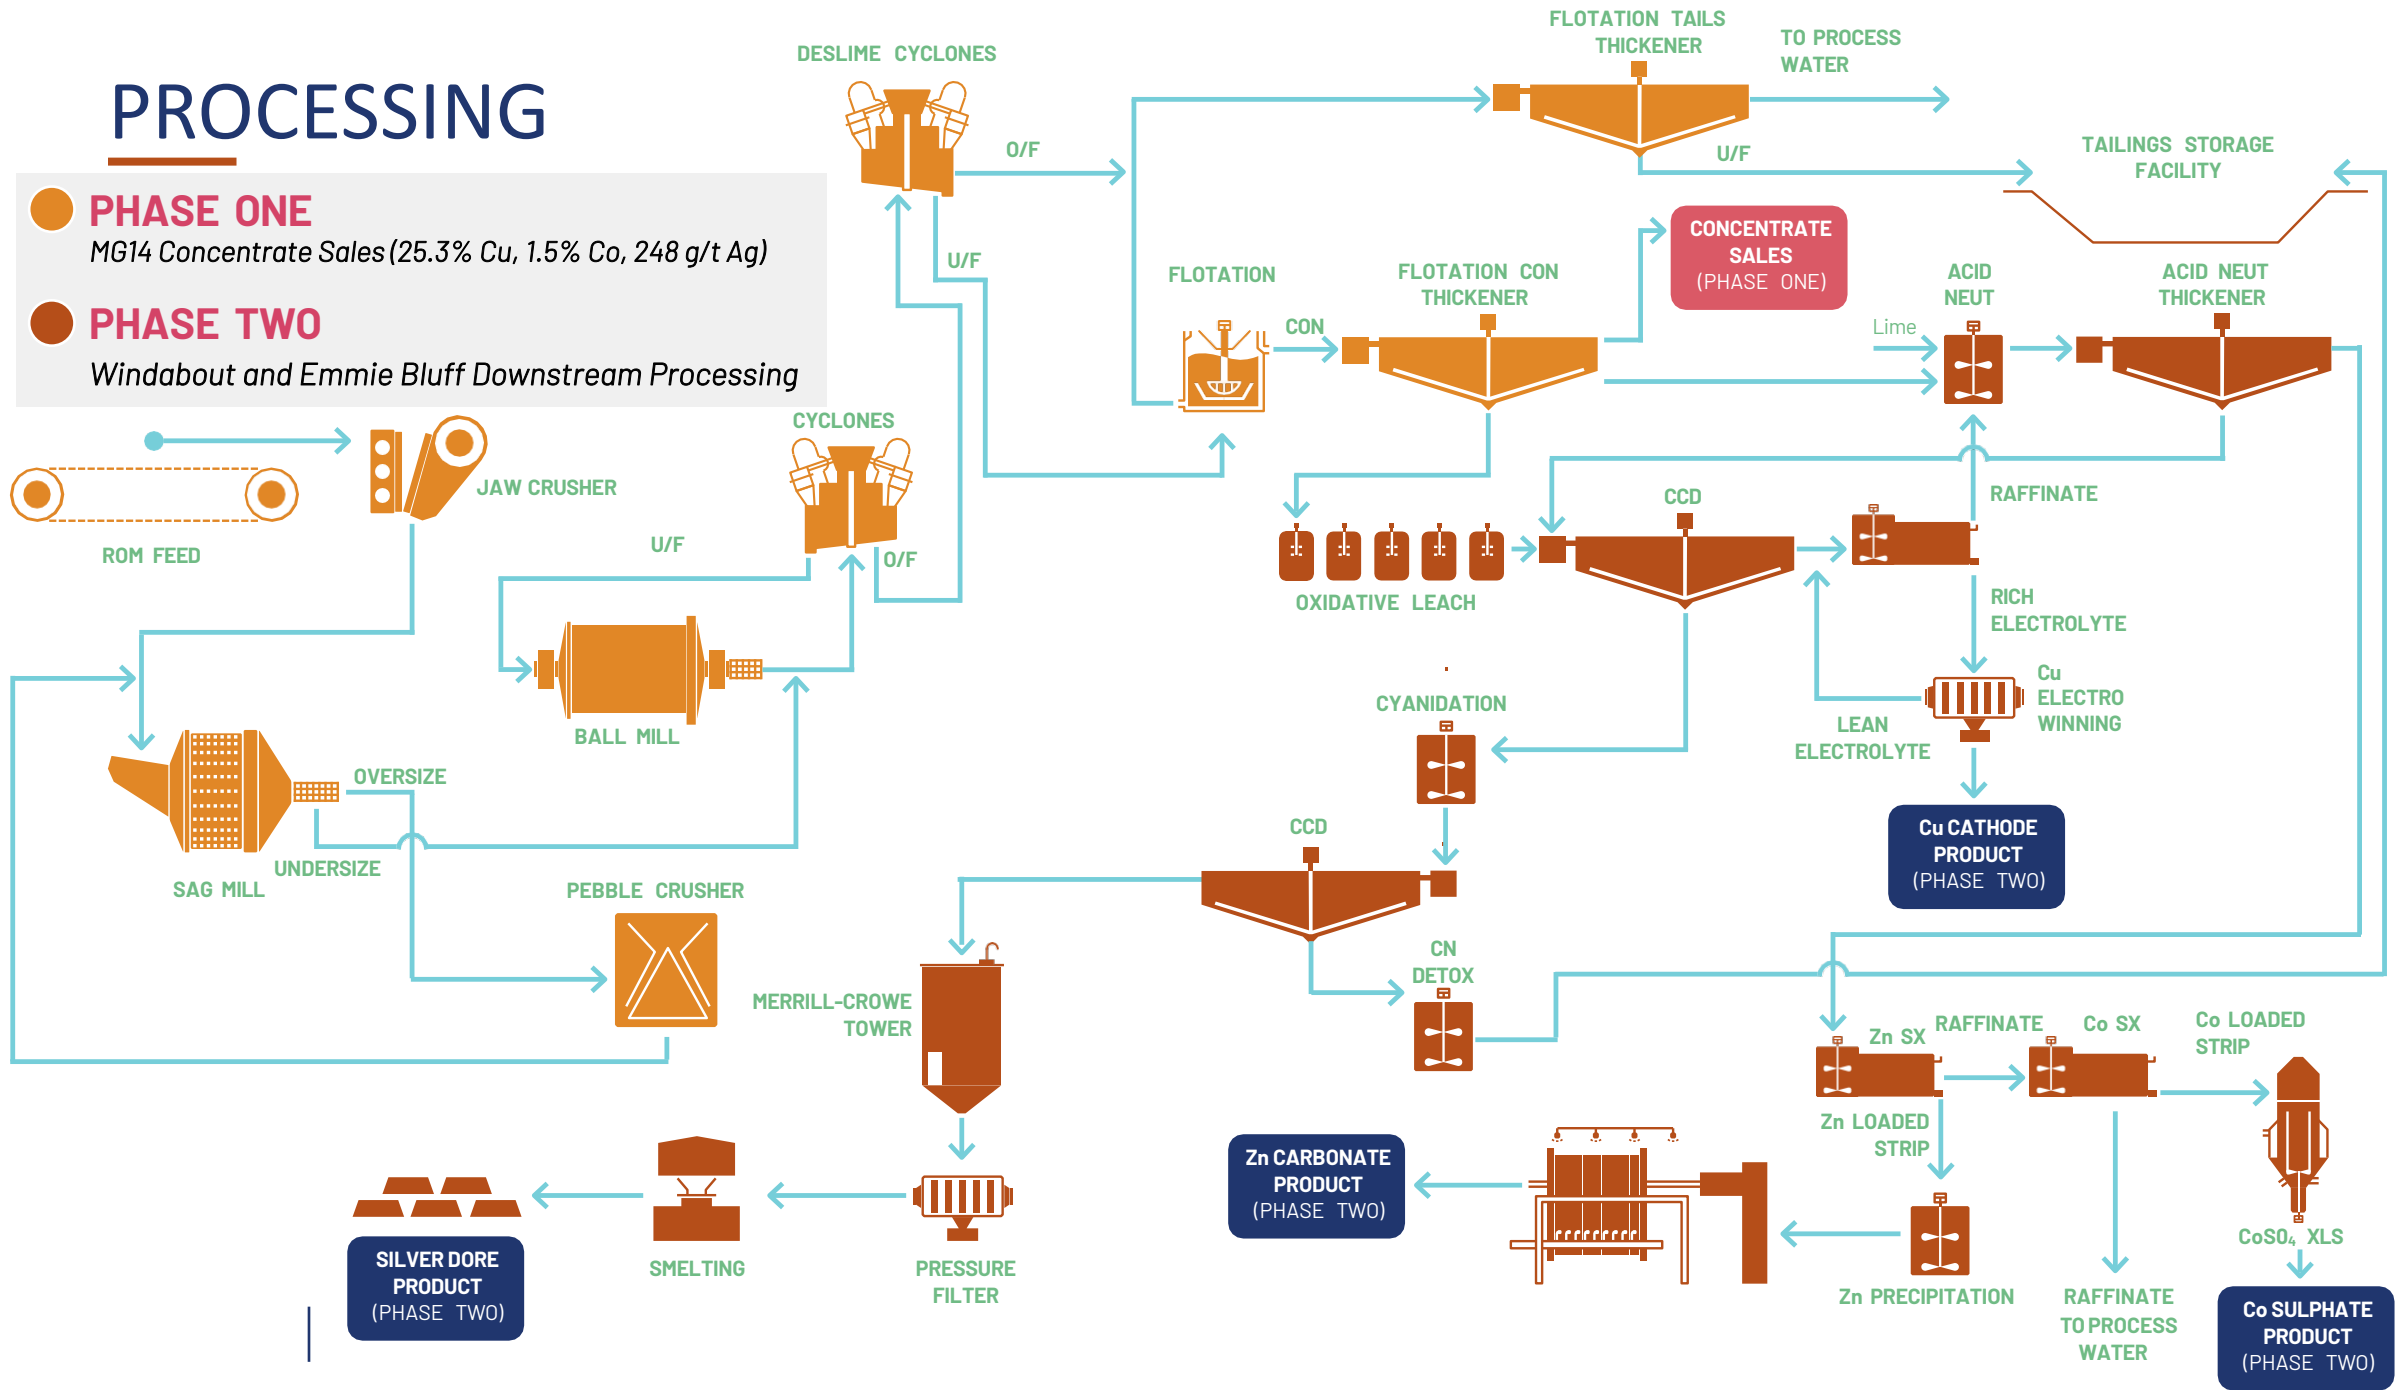 PROCESSING
PHASE ONE
MG14 Concentrate Sales (25.3% Cu, 1.5% Co, 248 g/t Ag)
PHASE TWO
Windabout and Emmie Bluff Downstream Processing
DESLIME CYCLONES
O/F
U/F
FLOTATION TAILS
THICKENER
TO PROCESS
WATER
U/F
TAILINGS STORAGE
FACILITY
CONCENTRATE
SALES
(PHASE ONE)
FLOTATION
CON
FLOTATION CON
THICKENER
ACID
NEUT
Lime
ACID NEUT
THICKENER
CYCLONES
U/F
O/F
ROM FEED
JAW CRUSHER
BALL MILL
OVERSIZE
UNDERSIZE
SAG MILL
PEBBLE CRUSHER
OXIDATIVE LEACH
CCD
RAFFINATE
RICH
ELECTROLYTE
Cu
ELECTRO
WINNING
LEAN
ELECTROLYTE
Cu CATHODE
PRODUCT
(PHASE TWO)
CYANIDATION
CCD
CN
DETOX
MERRILL-CROWE
TOWER
PRESSURE
FILTER
SMELTING
SILVER DORE
PRODUCT
(PHASE TWO)
Zn SX
RAFFINATE
Co SX
Co LOADED
STRIP
Zn LOADED
STRIP
Zn PRECIPITATION
Zn CARBONATE
PRODUCT
(PHASE TWO)
RAFFINATE
TO PROCESS
WATER
CoSO₄ XLS
Co SULPHATE
PRODUCT
(PHASE TWO)